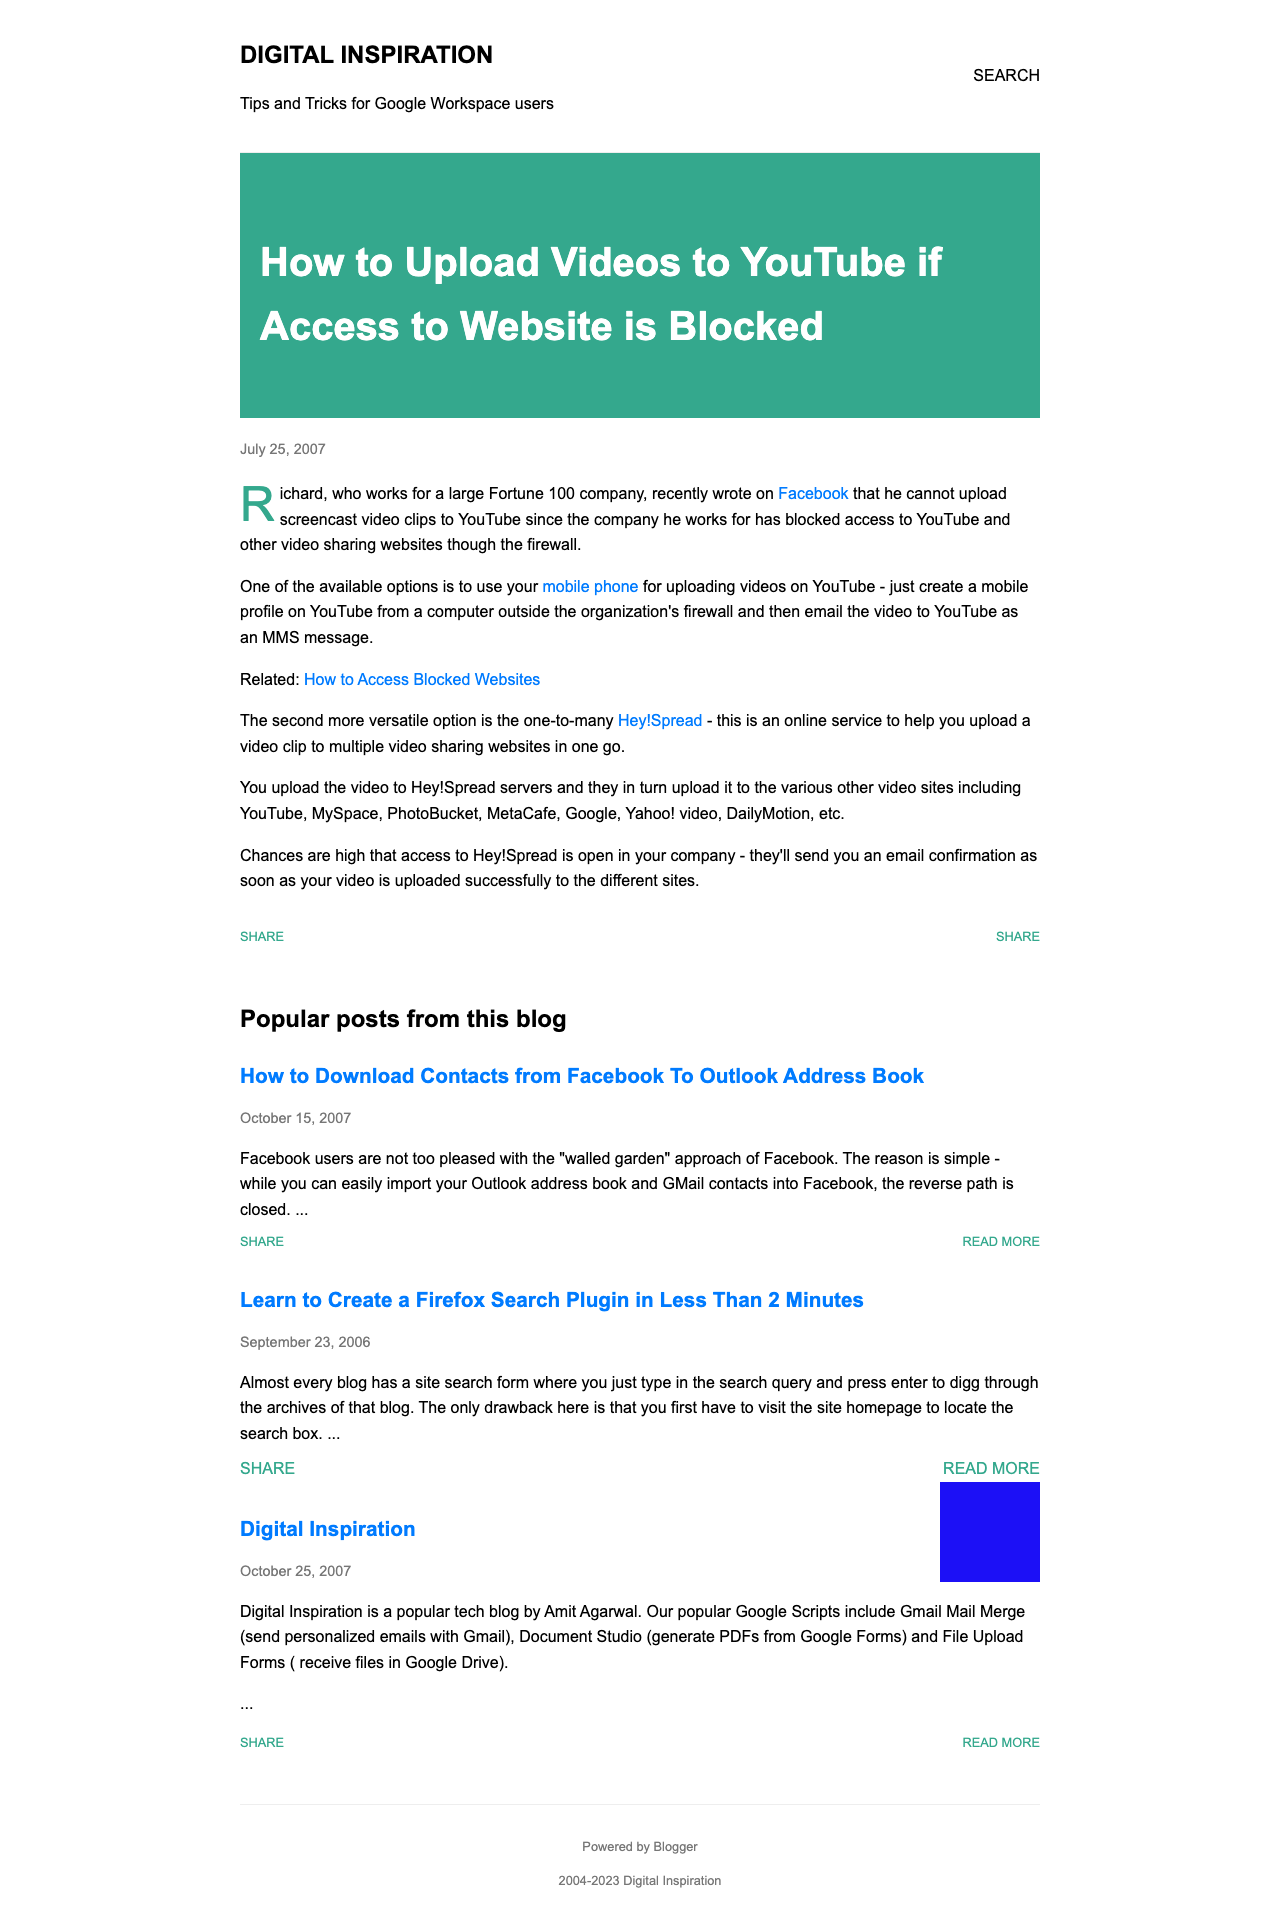 DIGITAL INSPIRATION
SEARCH
Tips and Tricks for Google Workspace users
How to Upload Videos to YouTube if
Access to Website is Blocked
July 25, 2007
Richard, who works for a large Fortune 100 company, recently wrote on Facebook that he cannot upload
screencast video clips to YouTube since the company he works for has blocked access to YouTube and
other video sharing websites though the firewall.
One of the available options is to use your mobile phone for uploading videos on YouTube - just create a mobile
profile on YouTube from a computer outside the organization's firewall and then email the video to YouTube as
an MMS message.
Related: How to Access Blocked Websites
The second more versatile option is the one-to-many Hey!Spread - this is an online service to help you upload a
video clip to multiple video sharing websites in one go.
You upload the video to Hey!Spread servers and they in turn upload it to the various other video sites including
YouTube, MySpace, PhotoBucket, MetaCafe, Google, Yahoo! video, DailyMotion, etc.
Chances are high that access to Hey!Spread is open in your company - they'll send you an email confirmation as
soon as your video is uploaded successfully to the different sites.
SHARE SHARE
Popular posts from this blog
How to Download Contacts from Facebook To Outlook Address Book
October 15, 2007
Facebook users are not too pleased with the "walled garden" approach of Facebook. The reason is simple -
while you can easily import your Outlook address book and GMail contacts into Facebook, the reverse path is
closed. ...
SHARE READ MORE
Learn to Create a Firefox Search Plugin in Less Than 2 Minutes
September 23, 2006
Almost every blog has a site search form where you just type in the search query and press enter to digg through
the archives of that blog. The only drawback here is that you first have to visit the site homepage to locate the
search box. ...
SHARE READ MORE
Digital Inspiration
October 25, 2007
Digital Inspiration is a popular tech blog by Amit Agarwal. Our popular Google Scripts include Gmail Mail Merge
(send personalized emails with Gmail), Document Studio (generate PDFs from Google Forms) and File Upload
Forms ( receive files in Google Drive).
...
SHARE READ MORE
Powered by Blogger
2004-2023 Digital Inspiration